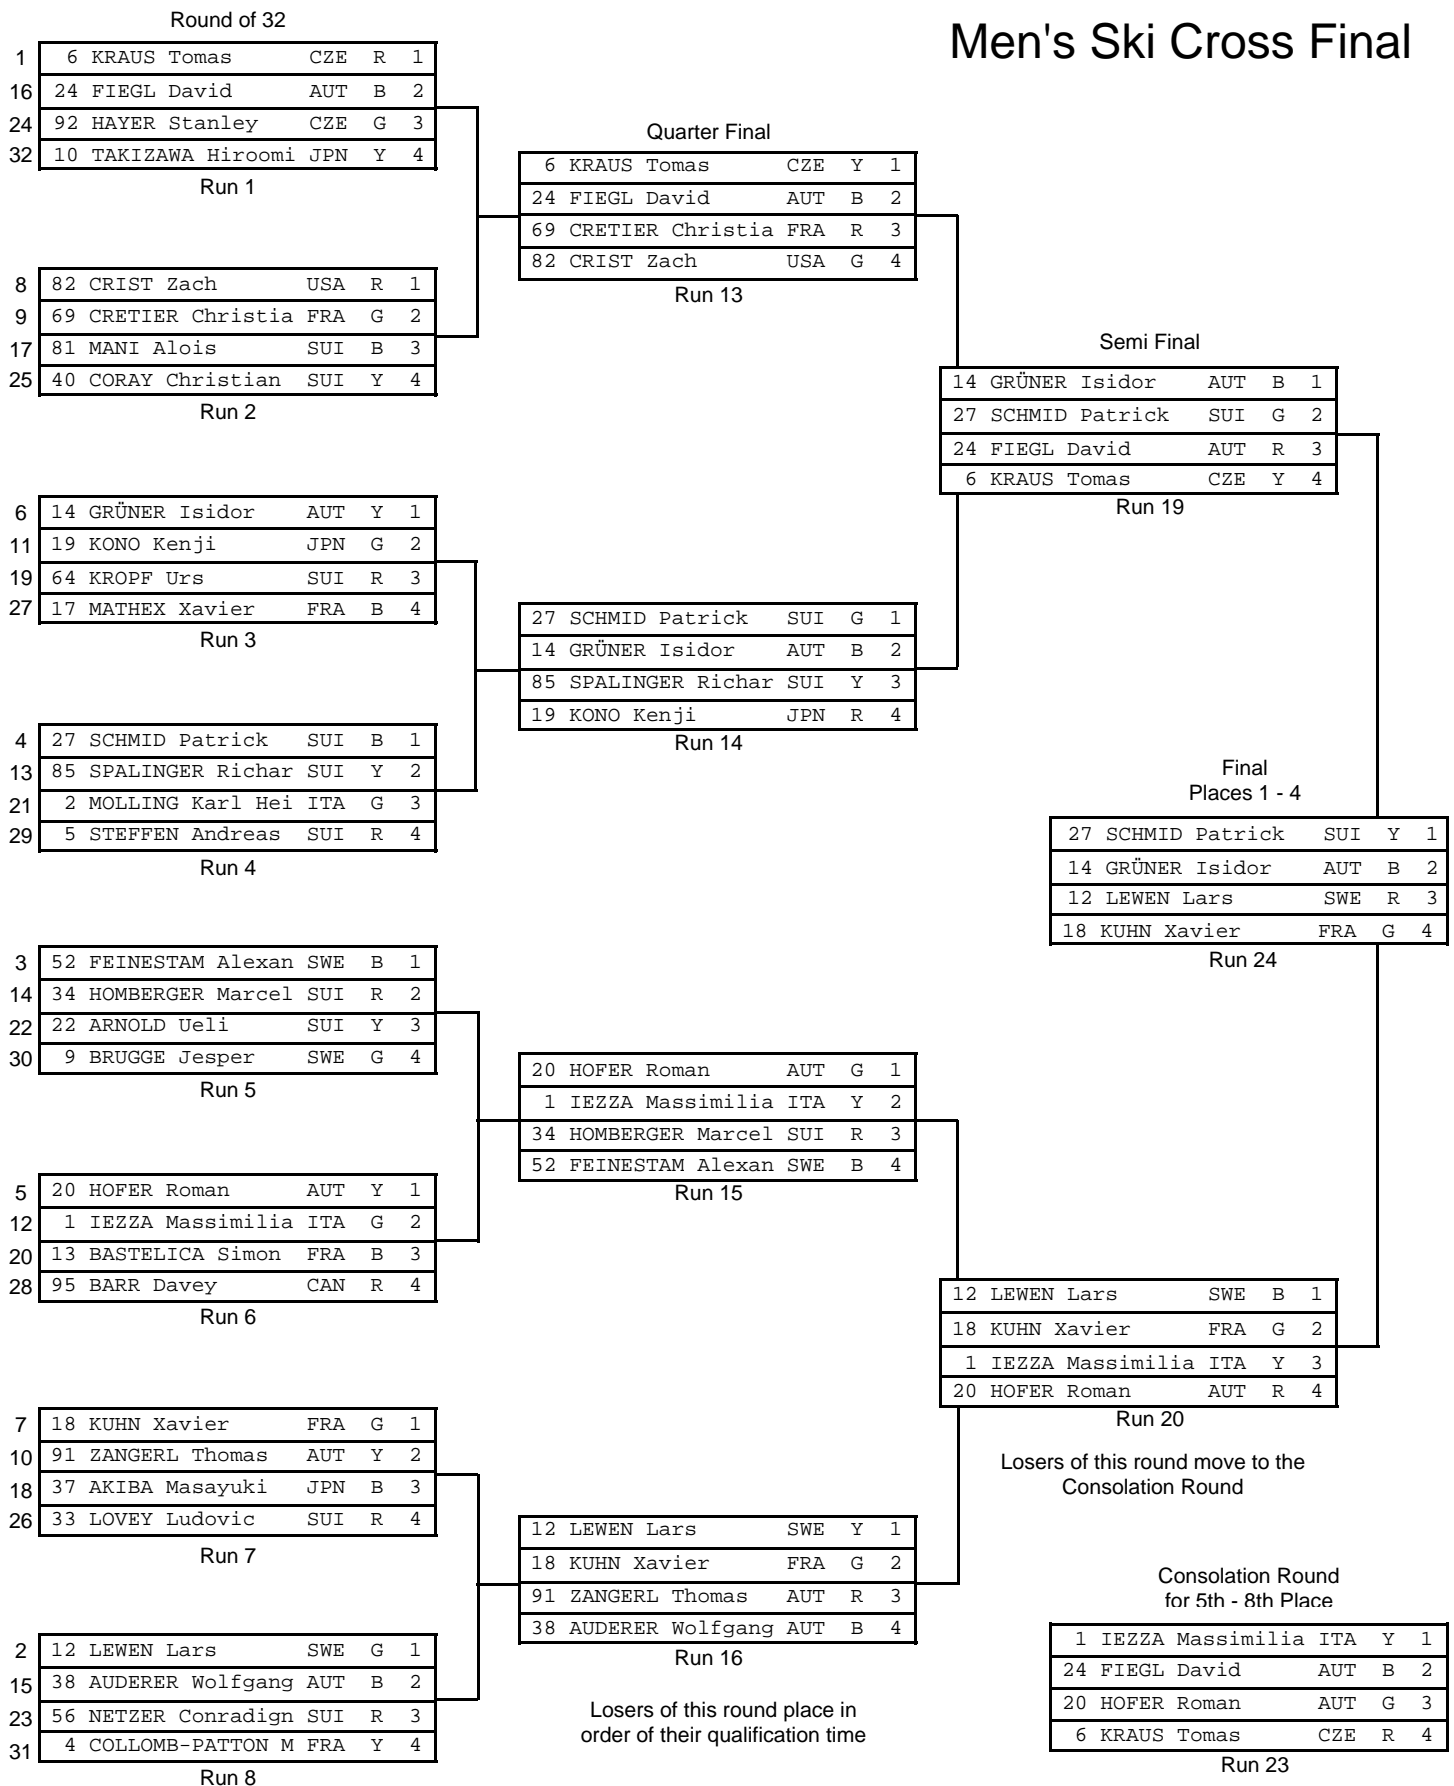 Men's Ski Cross Final
Round of 32
1 6 KRAUS Tomas CZE R 1
16 24 FIEGL David AUT B 2
24 92 HAYER Stanley CZE G 3
32 10 TAKIZAWA Hiroomi JPN Y 4
Run 1
8 82 CRIST Zach USA R 1
9 69 CRETIER Christia FRA G 2
17 81 MANI Alois SUI B 3
25 40 CORAY Christian SUI Y 4
Run 2
6 14 GRÜNER Isidor AUT Y 1
11 19 KONO Kenji JPN G 2
19 64 KROPF Urs SUI R 3
27 17 MATHEX Xavier FRA B 4
Run 3
4 27 SCHMID Patrick SUI B 1
13 85 SPALINGER Richar SUI Y 2
21 2 MOLLING Karl Hei ITA G 3
29 5 STEFFEN Andreas SUI R 4
Run 4
3 52 FEINESTAM Alexan SWE B 1
14 34 HOMBERGER Marcel SUI R 2
22 22 ARNOLD Ueli SUI Y 3
30 9 BRUGGE Jesper SWE G 4
Run 5
5 20 HOFER Roman AUT Y 1
12 1 IEZZA Massimilia ITA G 2
20 13 BASTELICA Simon FRA B 3
28 95 BARR Davey CAN R 4
Run 6
7 18 KUHN Xavier FRA G 1
10 91 ZANGERL Thomas AUT Y 2
18 37 AKIBA Masayuki JPN B 3
26 33 LOVEY Ludovic SUI R 4
Run 7
2 12 LEWEN Lars SWE G 1
15 38 AUDERER Wolfgang AUT B 2
23 56 NETZER Conradign SUI R 3
31 4 COLLOMB-PATTON M FRA Y 4
Run 8
Quarter Final
6 KRAUS Tomas CZE Y 1
24 FIEGL David AUT B 2
69 CRETIER Christia FRA R 3
82 CRIST Zach USA G 4
Run 13
27 SCHMID Patrick SUI G 1
14 GRÜNER Isidor AUT B 2
85 SPALINGER Richar SUI Y 3
19 KONO Kenji JPN R 4
Run 14
20 HOFER Roman AUT G 1
1 IEZZA Massimilia ITA Y 2
34 HOMBERGER Marcel SUI R 3
52 FEINESTAM Alexan SWE B 4
Run 15
12 LEWEN Lars SWE Y 1
18 KUHN Xavier FRA G 2
91 ZANGERL Thomas AUT R 3
38 AUDERER Wolfgang AUT B 4
Run 16
Losers of this round place in
order of their qualification time
Semi Final
14 GRÜNER Isidor AUT B 1
27 SCHMID Patrick SUI G 2
24 FIEGL David AUT R 3
6 KRAUS Tomas CZE Y 4
Run 19
12 LEWEN Lars SWE B 1
18 KUHN Xavier FRA G 2
1 IEZZA Massimilia ITA Y 3
20 HOFER Roman AUT R 4
Run 20
Losers of this round move to the
Consolation Round
Final
Places 1 - 4
27 SCHMID Patrick SUI Y 1
14 GRÜNER Isidor AUT B 2
12 LEWEN Lars SWE R 3
18 KUHN Xavier FRA G 4
Run 24
Consolation Round
for 5th - 8th Place
1 IEZZA Massimilia ITA Y 1
24 FIEGL David AUT B 2
20 HOFER Roman AUT G 3
6 KRAUS Tomas CZE R 4
Run 23